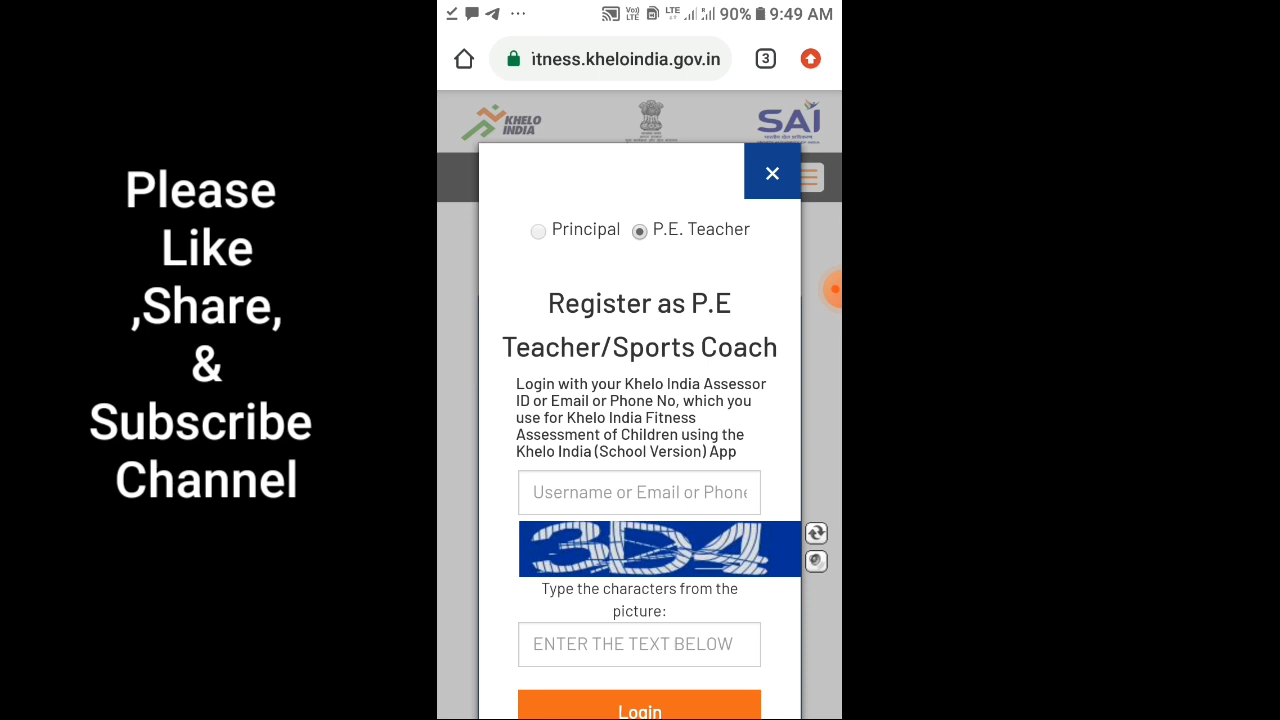 Please
Like
,Share,
&
Subscribe
Channel
LTE
90%
9:49 AM
itness.kheloindia.gov.in
3
KHELO
INDIA
SAI
Principal
P.E. Teacher
Register as P.E
Teacher/Sports Coach
Login with your Khelo India Assessor
ID or Email or Phone No, which you
use for Khelo India Fitness
Assessment of Children using the
Khelo India (School Version) App
Username or Email or Phone
3D4
Type the characters from the
picture:
ENTER THE TEXT BELOW
Login